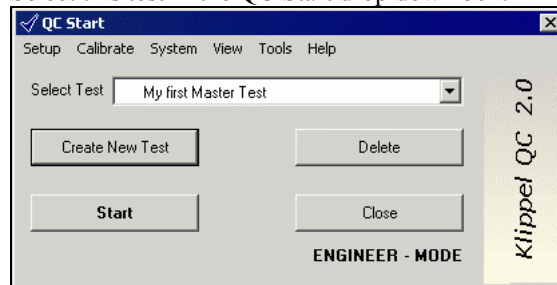 QC Start
Setup Calibrate System View Tools Help
Select Test My first Master Test
Create New Test Delete
Start Close
ENGINEER - MODE
Klippel QC 2.0